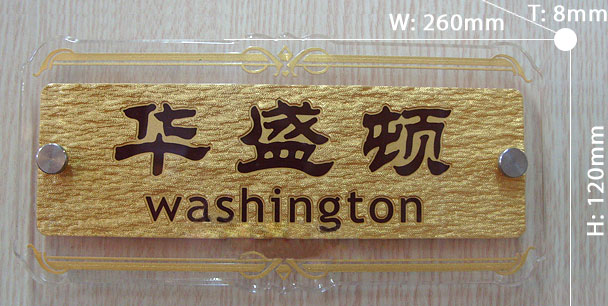 W: 260mm
T: 8mm
H: 120mm
华盛顿
washington